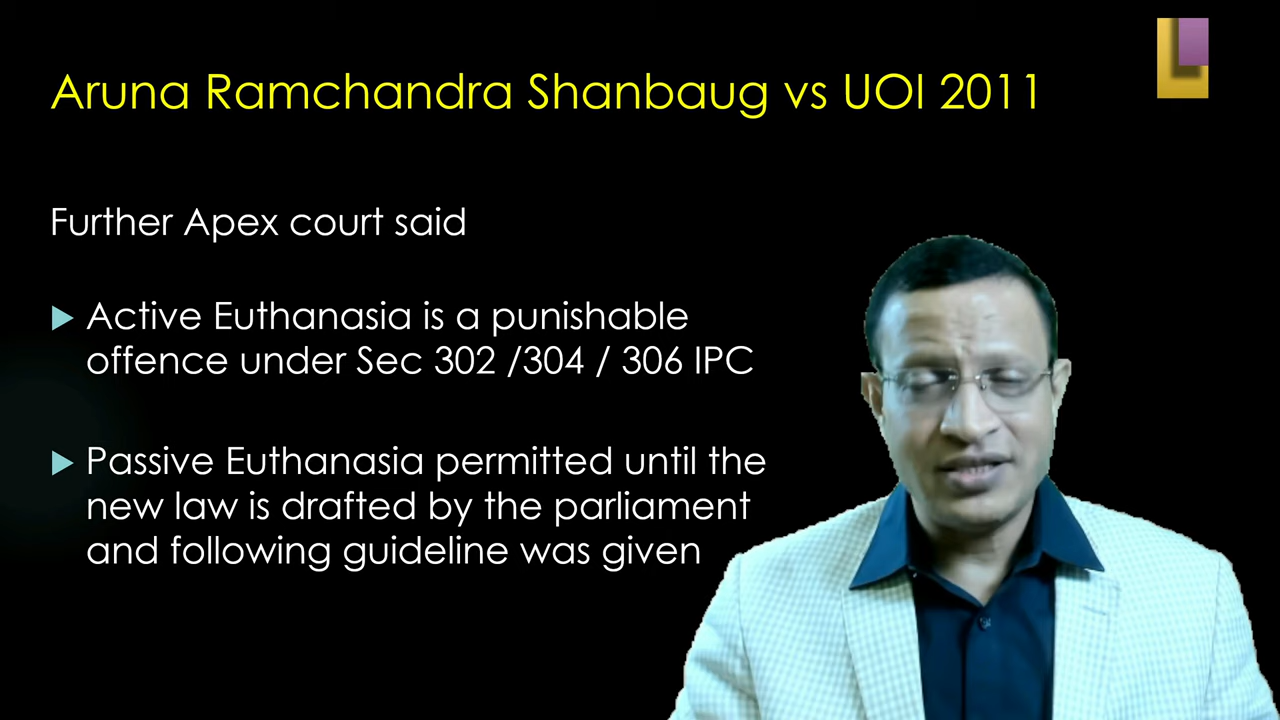 Aruna Ramchandra Shanbaug vs UOI 2011
Further Apex court said
Active Euthanasia is a punishable
offence under Sec 302 /304 / 306 IPC
Passive Euthanasia permitted until the
new law is drafted by the parliament
and following guideline was given